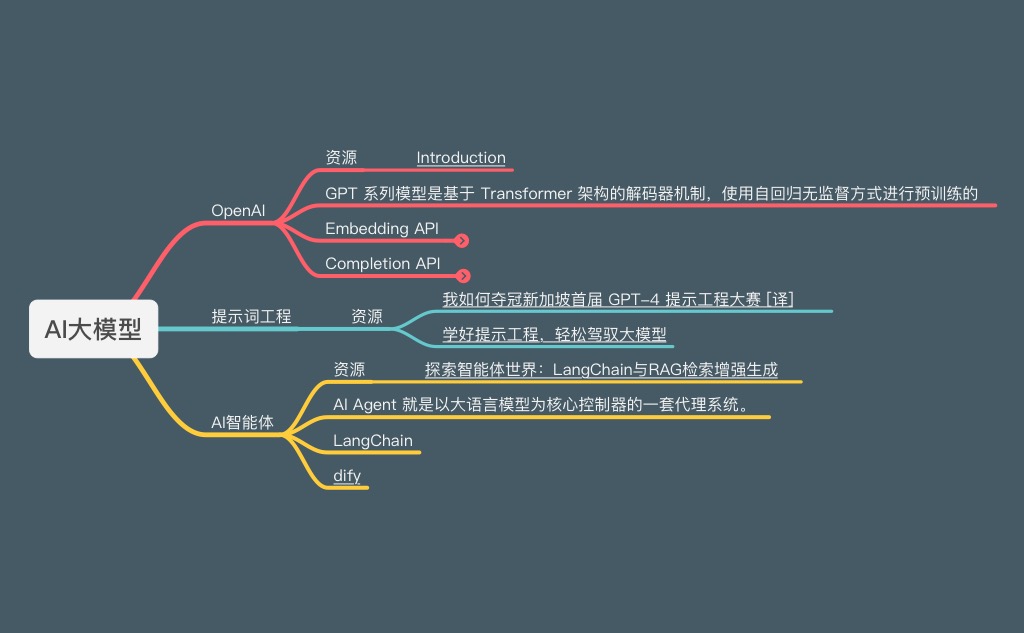 资源
Introduction
GPT 系列模型是基于 Transformer 架构的解码器机制，使用自回归无监督方式进行预训练的
OpenAI
Embedding API
Completion API
AI大模型
提示词工程
资源
我如何夺冠新加坡首届 GPT-4 提示工程大赛 [译]
学好提示工程，轻松驾驭大模型
资源
探索智能体世界：LangChain与RAG检索增强生成
AI Agent 就是以大语言模型为核心控制器的一套代理系统。
AI智能体
LangChain
dify